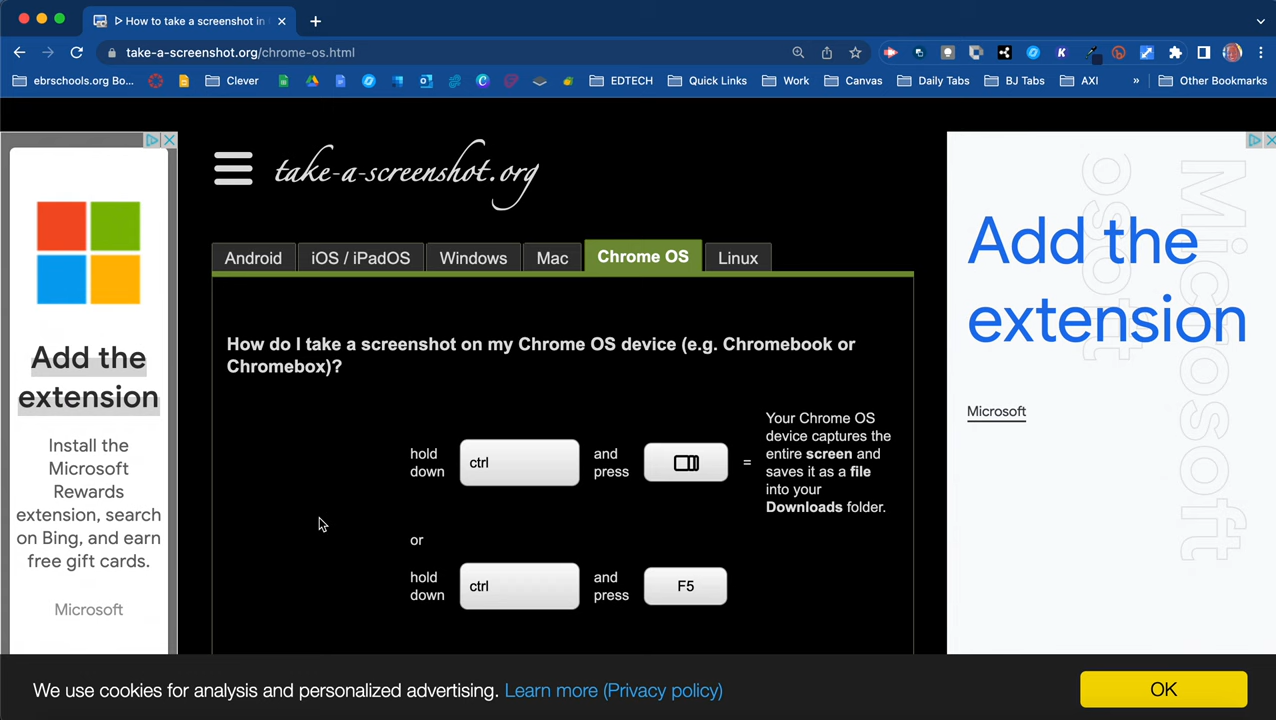 How to take a screenshot in
take-a-screenshot.org/chrome-os.html
ebrschools.org Bo...
Clever
EDTECH
Quick Links
Work
Canvas
Daily Tabs
BJ Tabs
AXI
»
Other Bookmarks
take-a-screenshot.org
Android
iOS / iPadOS
Windows
Mac
Chrome OS
Linux
How do I take a screenshot on my Chrome OS device (e.g. Chromebook or
Chromebox)?
hold
down
ctrl
and
press
=
Your Chrome OS
device captures the
entire screen and
saves it as a file
into your
Downloads folder.
or
hold
down
ctrl
and
press
F5
Add the
extension
Install the
Microsoft
Rewards
extension, search
on Bing, and earn
free gift cards.
Microsoft
Add the
extension
Microsoft
Microsoft
Microsoft
We use cookies for analysis and personalized advertising. Learn more (Privacy policy)
OK